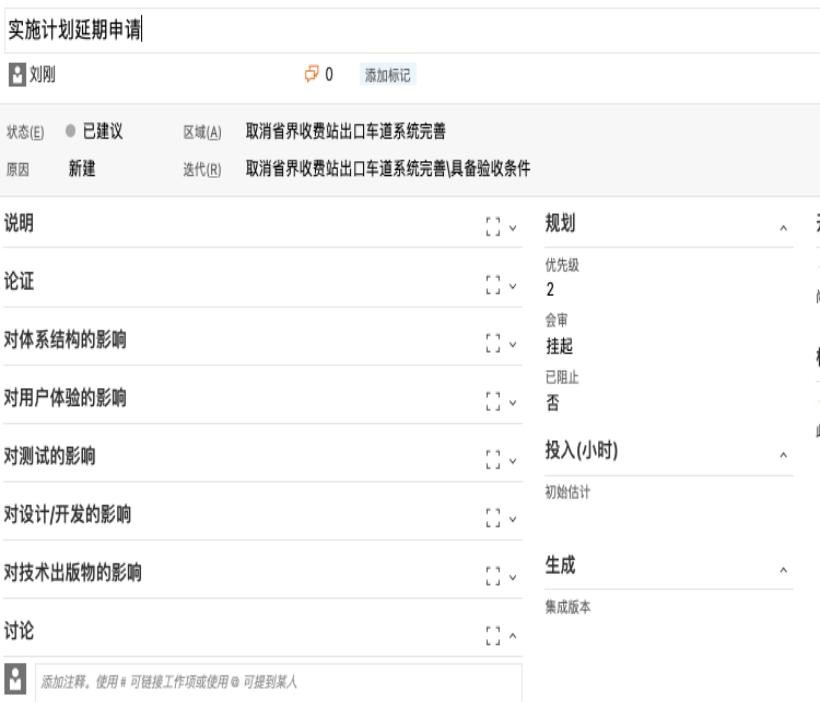 实施计划延期申请
刘刚 0 添加标记
状态(E) 已建议 区域(A) 取消省界收费站出口车道系统完善
原因 新建 迭代(R) 取消省界收费站出口车道系统完善\具备验收条件
说明
论证
对体系结构的影响
对用户体验的影响
对测试的影响
对设计/开发的影响
对技术出版物的影响
讨论
添加注释。使用 # 可链接工作项或使用 @ 可提到某人
规划
优先级
2
会审
挂起
已阻止
否
投入(小时)
初始估计
生成
集成版本